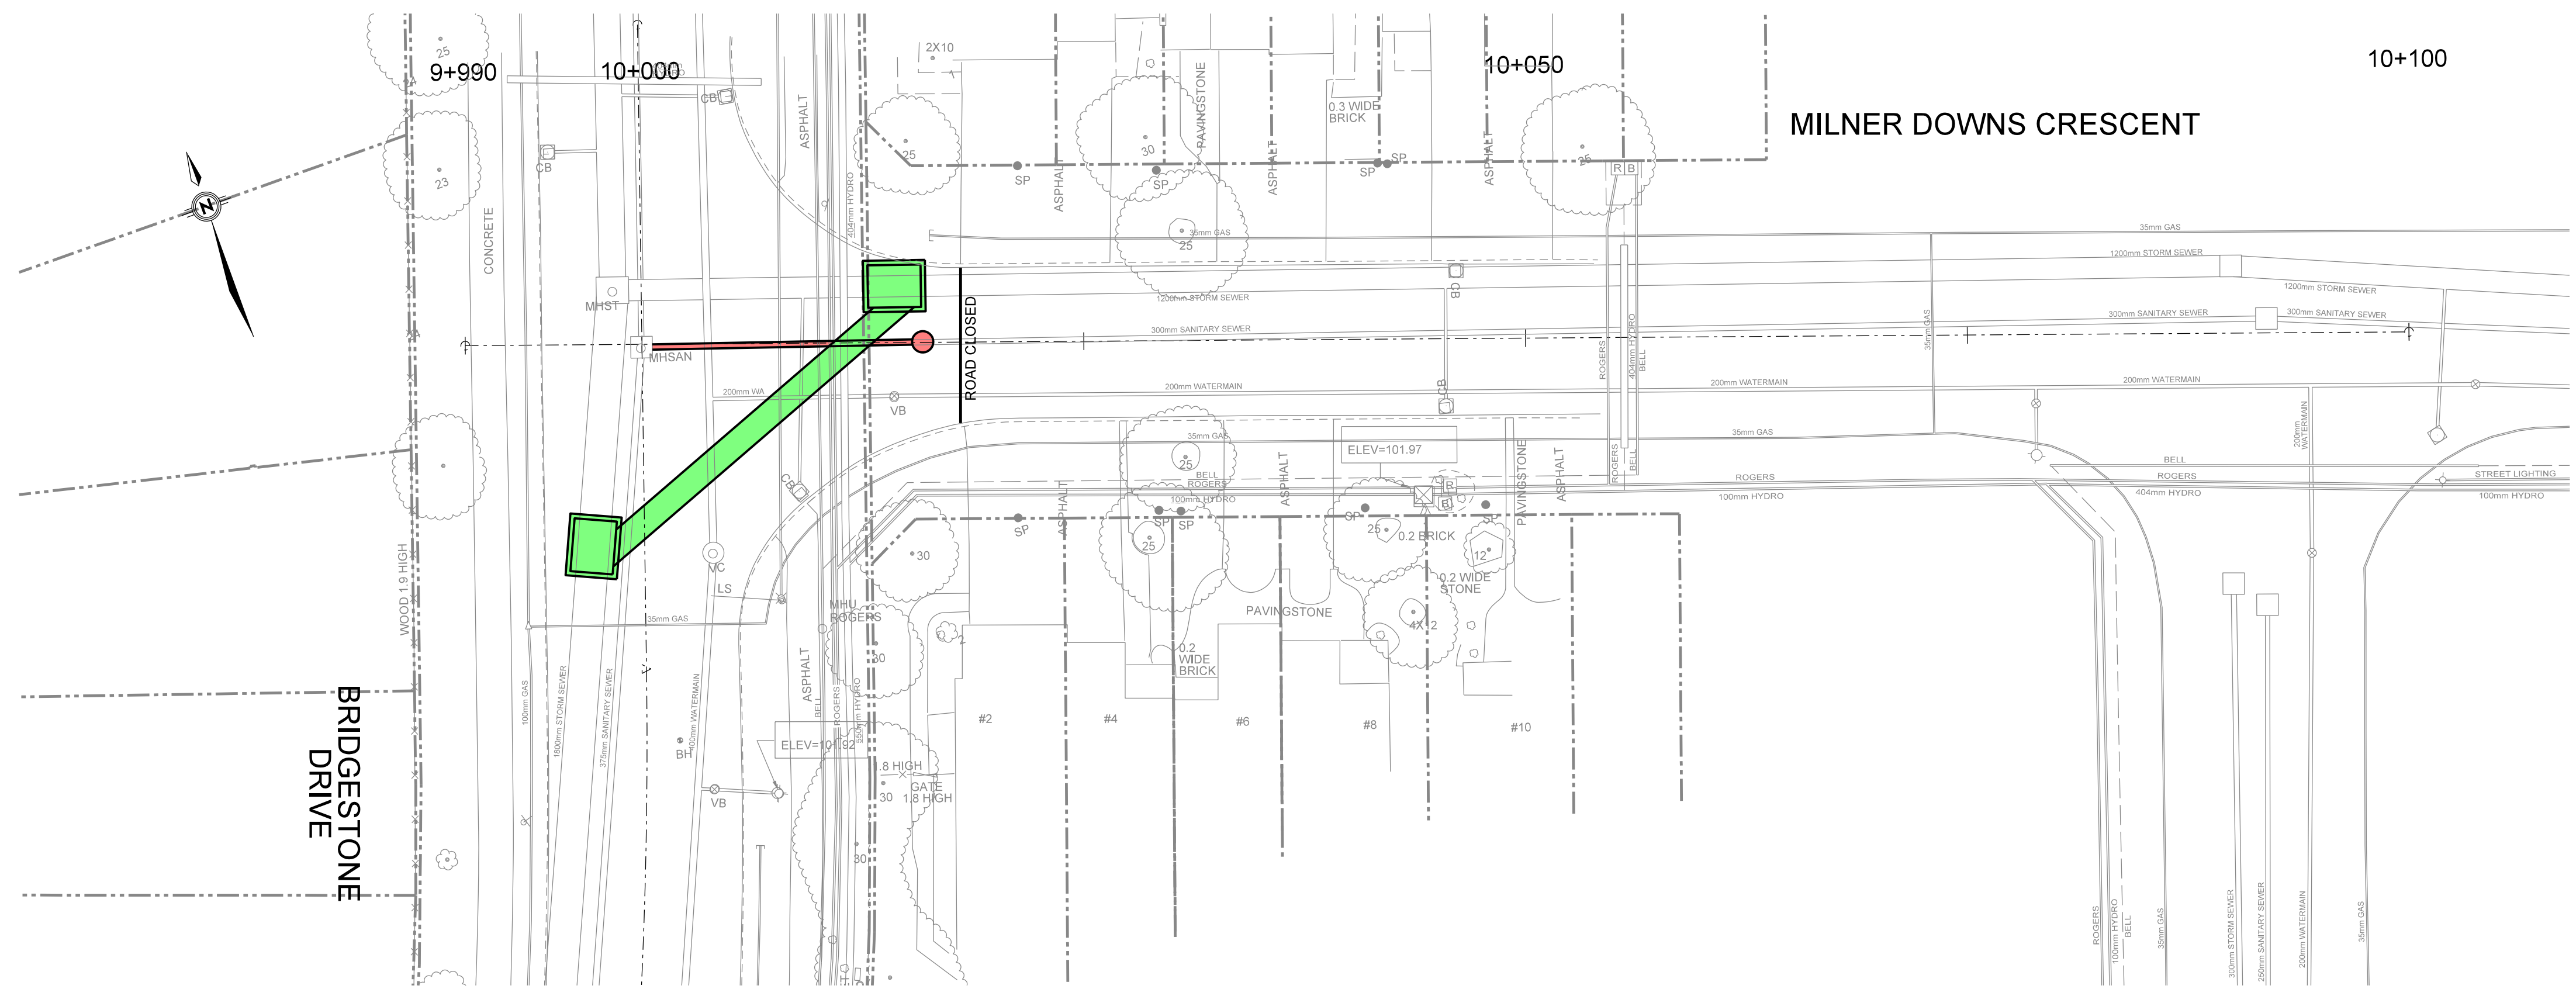 9+990
10+000
10+050
10+100
MILNER DOWNS CRESCENT
2X10
25
CB
ASPHALT
PAVINGSTONE
0.3 WIDE
BRICK
25
25
30
25
23
CB
CONCRETE
404mm HYDRO
SP
SP
SP
SP
ASPHALT
ASPHALT
ASPHALT
R B
N
35mm GAS
25
35mm GAS
1200mm STORM SEWER
MHST
1200mm STORM SEWER
1200mm STORM SEWER
CB
300mm SANITARY SEWER
300mm SANITARY SEWER
300mm SANITARY SEWER
MHSAN
ROAD CLOSED
ROGERS
404mm HYDRO
BELL
35mm GAS
200mm WA
VB
200mm WATERMAIN
200mm WATERMAIN
200mm WATERMAIN
CB
200mm
WATERMAIN
35mm GAS
35mm GAS
ELEV=101.97
25
BELL
ROGERS
100mm HYDRO
ASPHALT
ASPHALT
PAVINGSTONE
ASPHALT
ROGERS
BELL
R
B
ROGERS
100mm HYDRO
BELL
ROGERS
404mm HYDRO
STREET LIGHTING
100mm HYDRO
CB
SP
SP
SP
SP
SP
25
25
0.2 BRICK
12
30
VC
LS
WOOD 1.9 HIGH
0.2 WIDE
STONE
MHU
ROGERS
PAVINGSTONE
35mm GAS
30
0.2
WIDE
BRICK
BRIDGESTONE
DRIVE
100mm GAS
1800mm STORM SEWER
375mm SANITARY SEWER
400mm WATERMAIN
ASPHALT
BELL
ROGERS
550mm HYDRO
#2
#4
#6
#8
#10
BH
VB
1.8 HIGH
GATE
1.8 HIGH
30
30
ROGERS
100mm HYDRO
BELL
35mm GAS
300mm STORM SEWER
250mm SANITARY SEWER
200mm WATERMAIN
35mm GAS